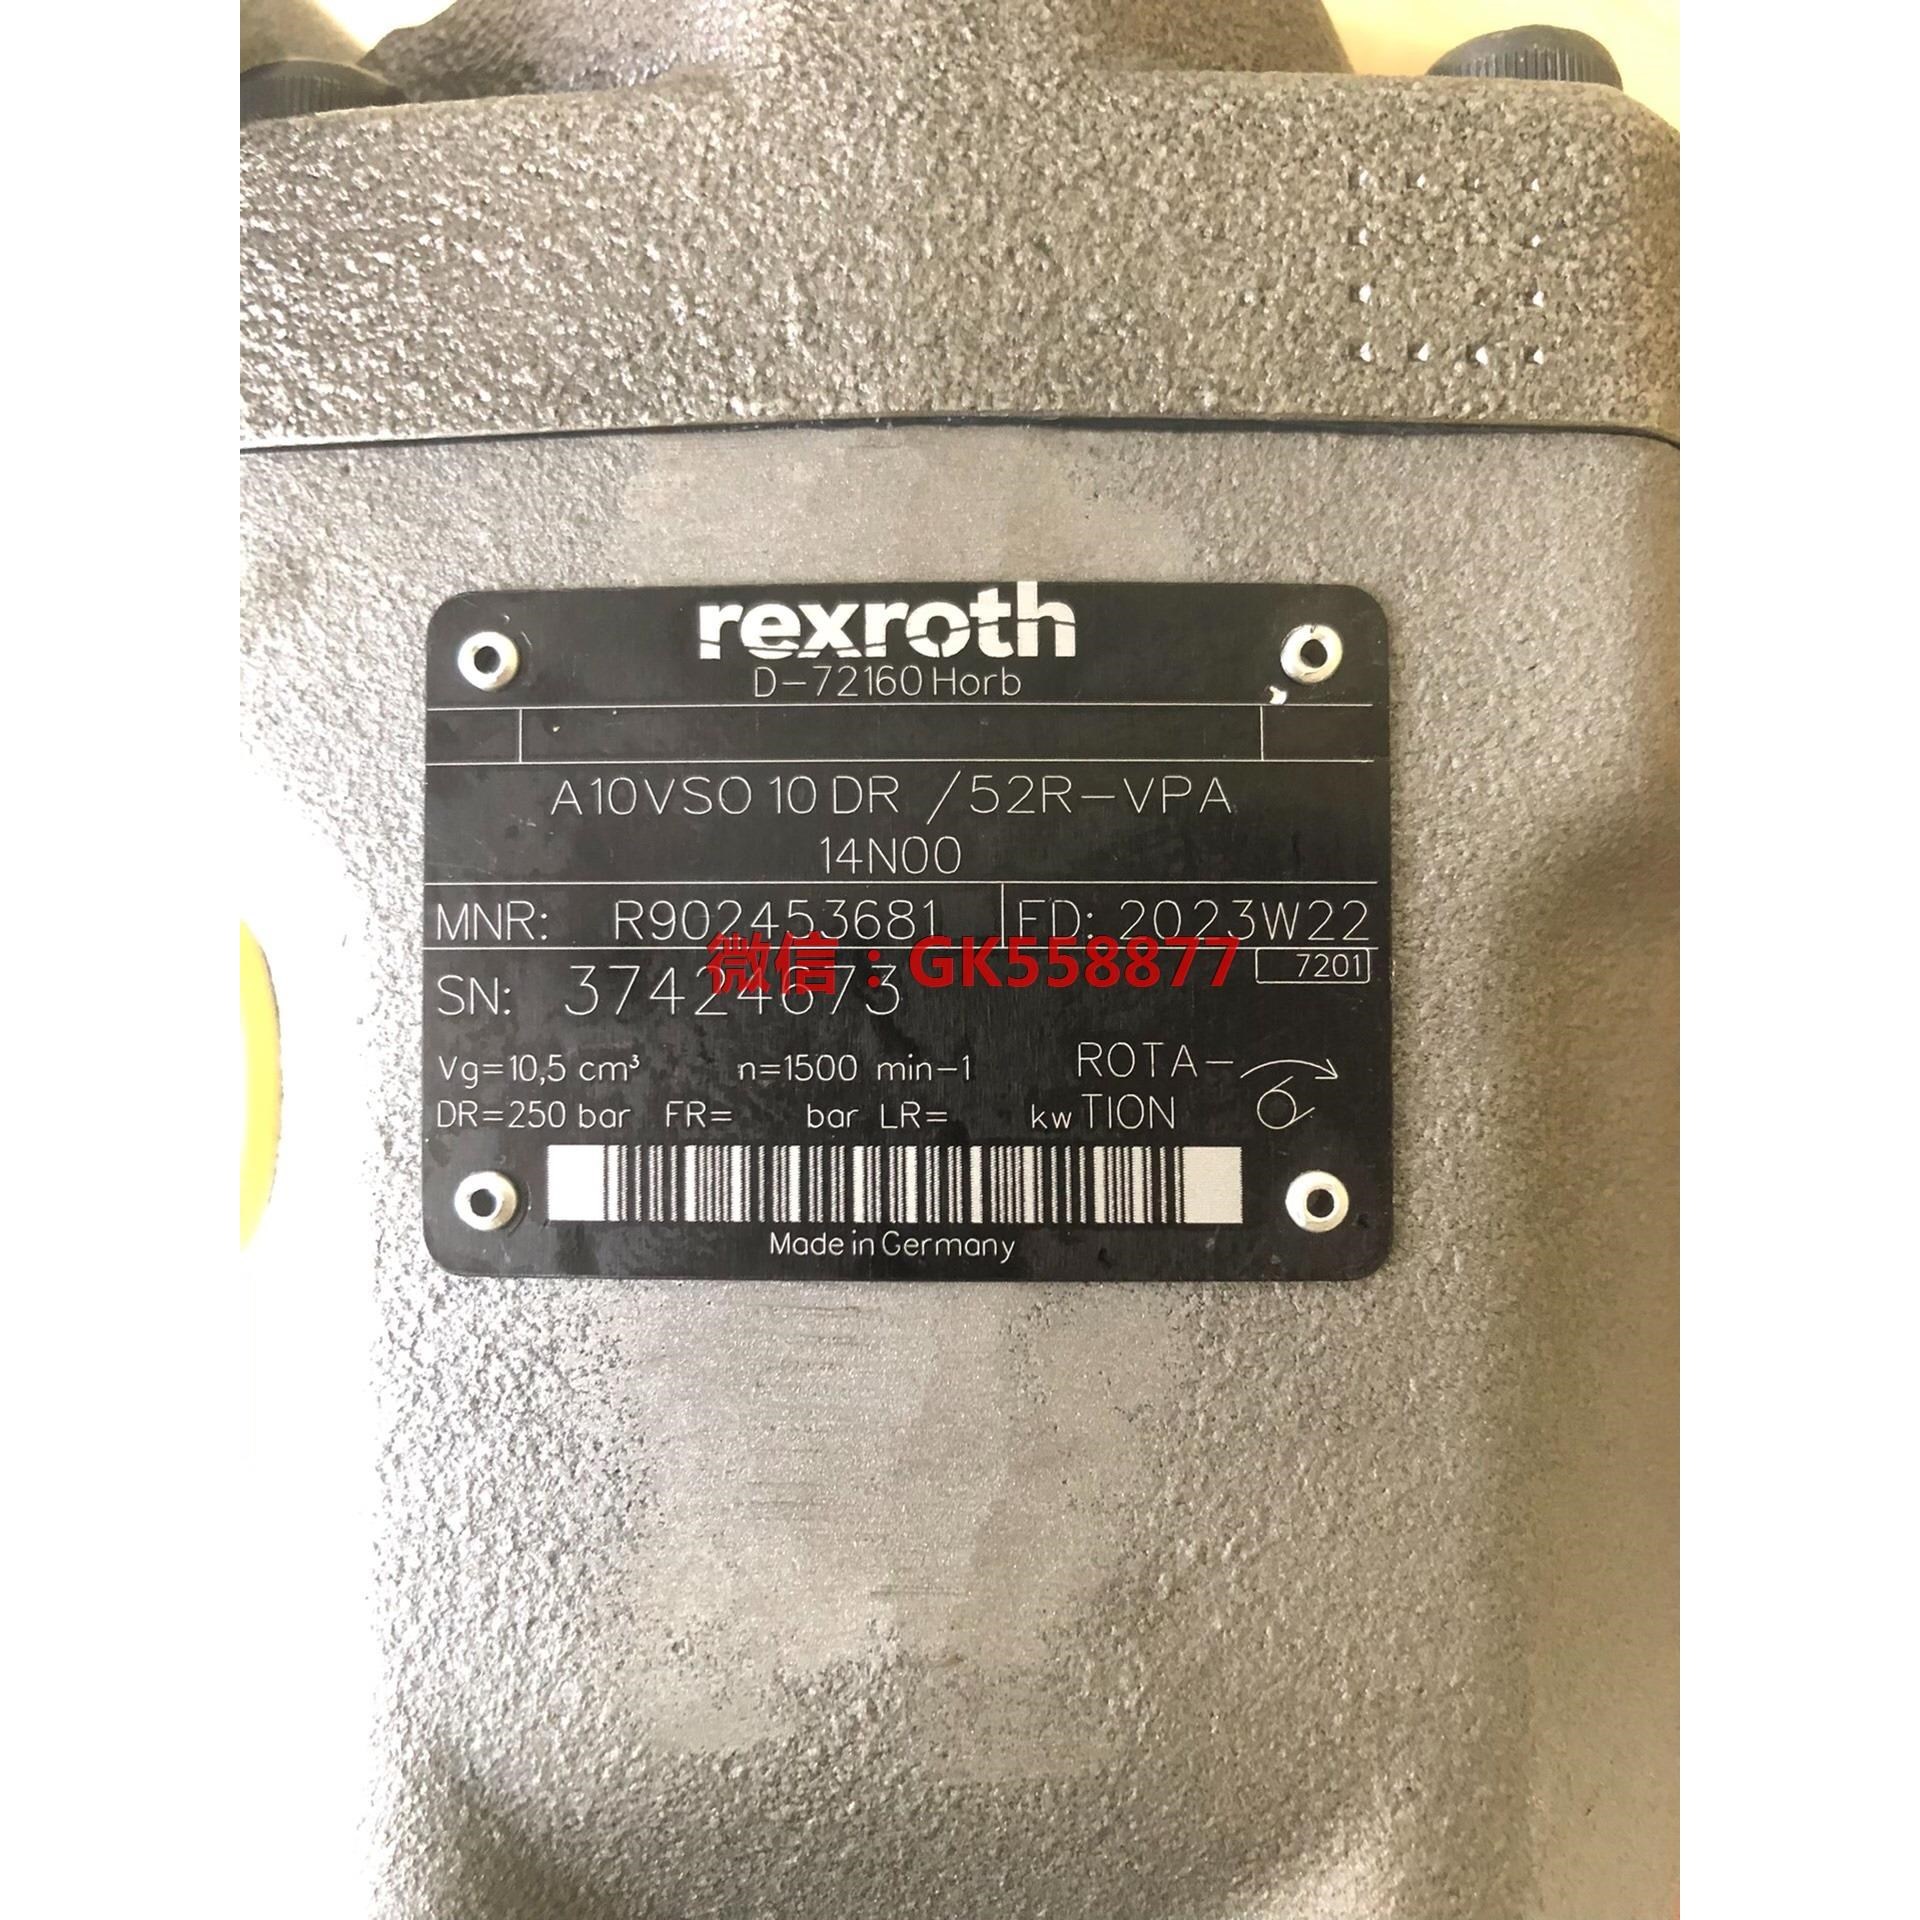 rexroth
D-72160 Horb
A10VSO 10 DR /52R-VPA
14N00
MNR: R902453681 FD: 2023W22
微信：GK558877
7201
SN: 37424673
Vg=10,5 cm³ n=1500 min-1 ROTA-
DR=250 bar FR= bar LR= kw TION
Made in Germany